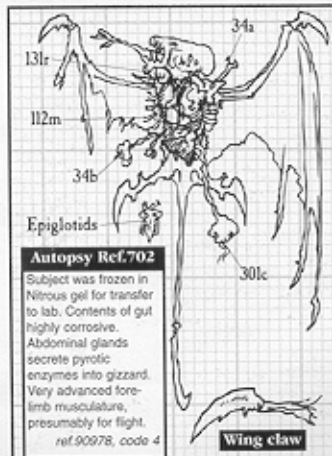 34a
131r
112m
34b
Epiglotids
301c
Autopsy Ref.702
Subject was frozen in
Nitrous gel for transfer
to lab. Contents of gut
highly corrosive.
Abdominal glands
secrete pyrotic
enzymes into gizzard.
Very advanced fore-
limb musculature,
presumably for flight.
ref.90978, code 4
Wing claw